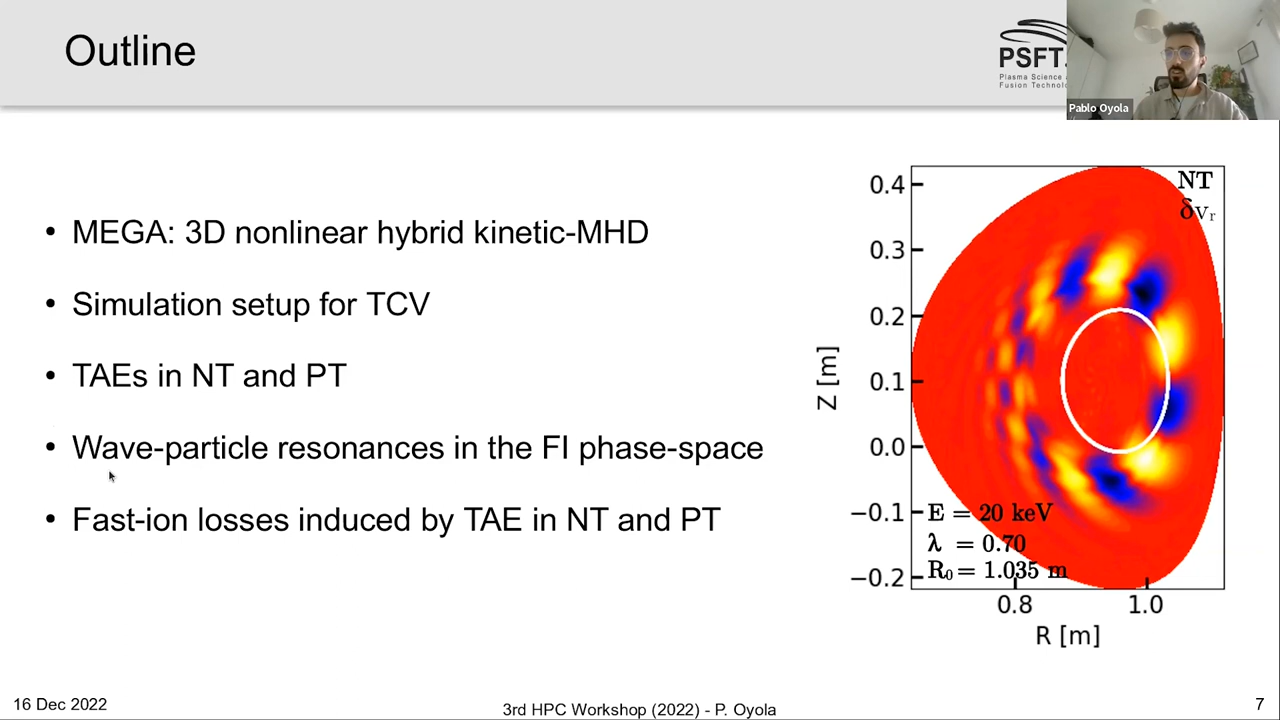 Outline
PSFT
Plasma Science
Fusion Technolo
Pablo Oyola
• MEGA: 3D nonlinear hybrid kinetic-MHD
• Simulation setup for TCV
• TAEs in NT and PT
• Wave-particle resonances in the FI phase-space
• Fast-ion losses induced by TAE in NT and PT
NT
δVr
0.4
0.3
0.2
0.1
0.0
−0.1
−0.2
Z [m]
E = 20 keV
λ = 0.70
R₀ = 1.035 m
0.8 1.0
R [m]
16 Dec 2022
3rd HPC Workshop (2022) - P. Oyola
7